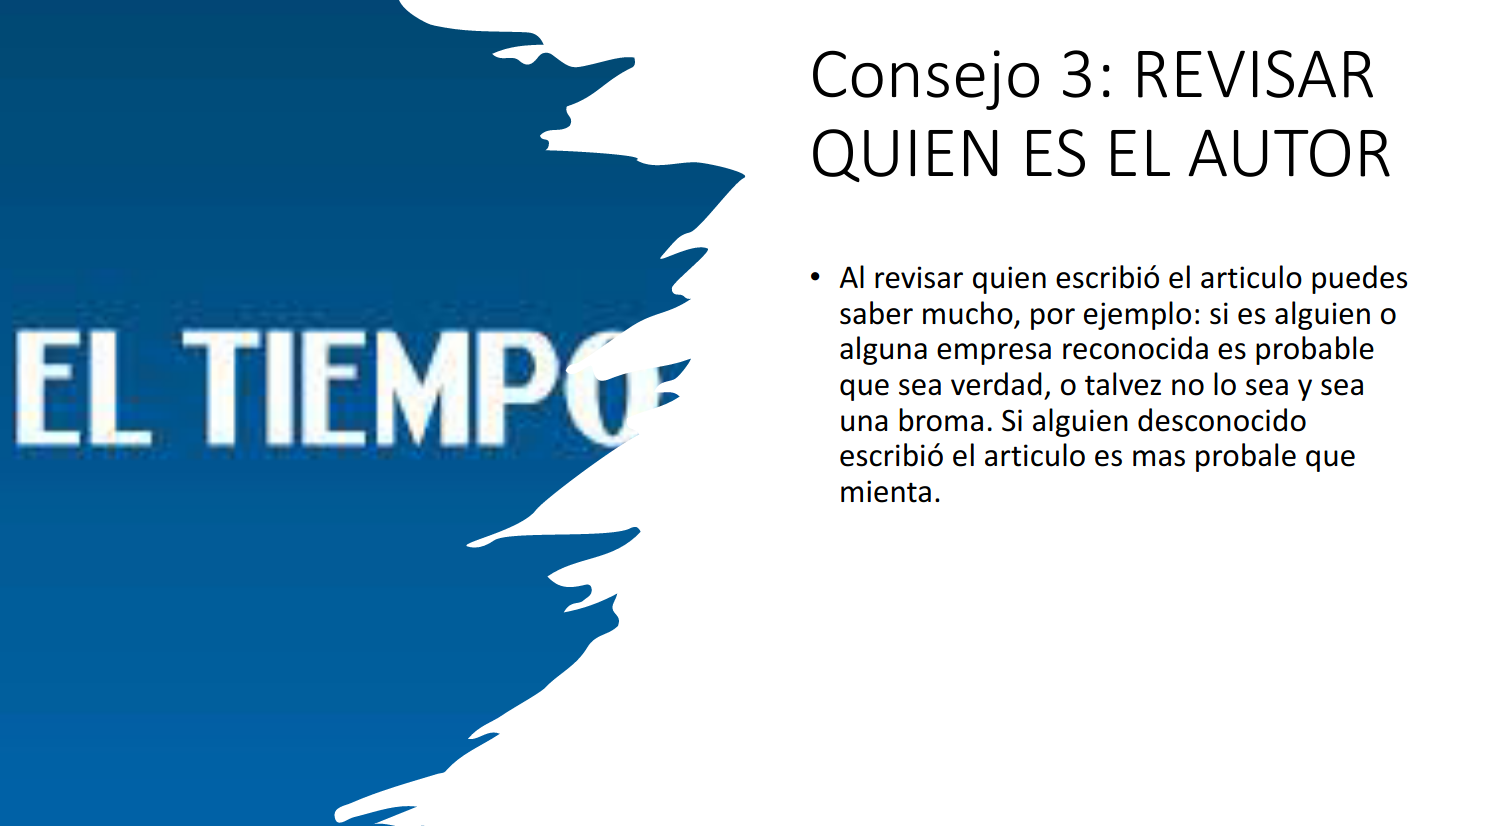 EL TIEMPO
Consejo 3: REVISAR
QUIEN ES EL AUTOR
• Al revisar quien escribió el articulo puedes
saber mucho, por ejemplo: si es alguien o
alguna empresa reconocida es probable
que sea verdad, o talvez no lo sea y sea
una broma. Si alguien desconocido
escribió el articulo es mas probale que
mienta.